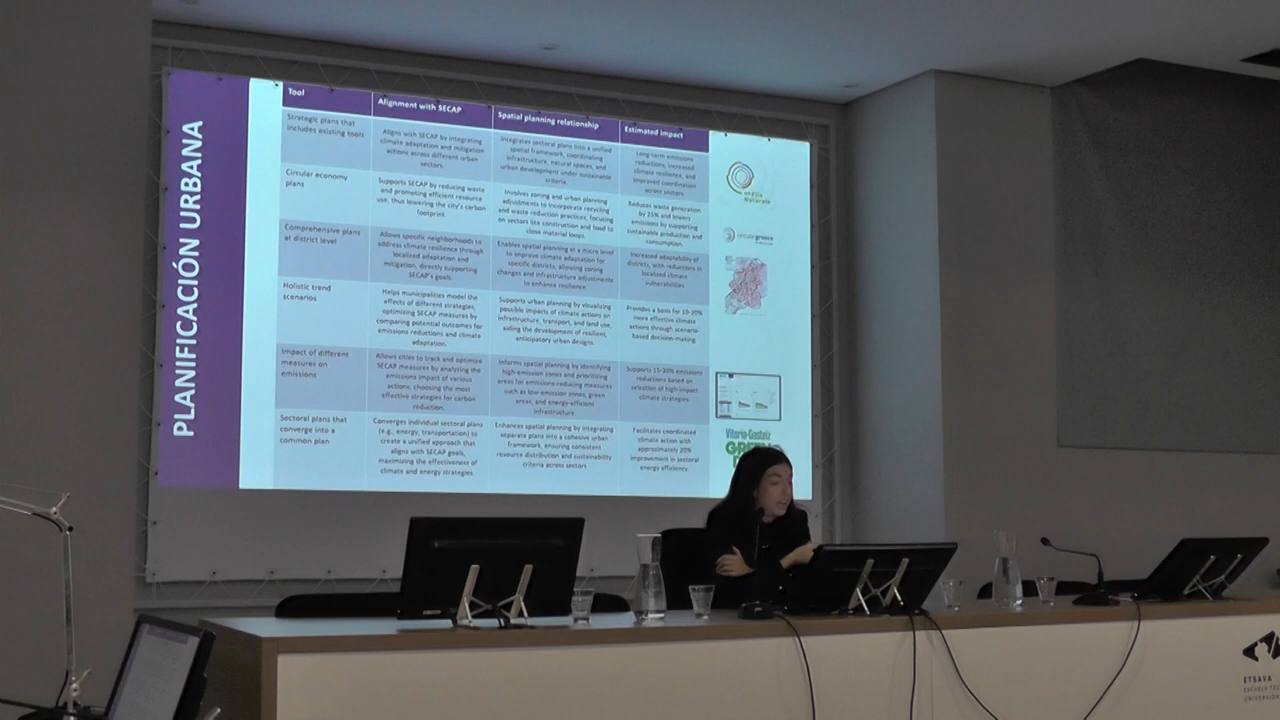 PLANIFICACIÓN URBANA
Tool
Alignment with SECAP
Spatial planning relationship
Estimated impact
Strategic plans that
includes existing tools
Aligns with SECAP by integrating
climate adaptation and mitigation
actions across different urban
sectors.
Integrates sectoral plans into a unified
spatial framework, coordinating
infrastructure, natural spaces, and
urban development under sustainable
criteria.
Long-term emissions
reductions, increased
climate resilience, and
improved coordination
across sectors
Circular economy
plans
Supports SECAP by reducing waste
and promoting efficient resource
use, thus lowering the city's carbon
footprint.
Involves zoning and urban planning
adjustments to incorporate recycling
and waste reduction practices, focusing
on sectors like construction and food to
close material loops.
Reduces waste generation
by 25% and lowers
emissions by supporting
sustainable production and
consumption.
Comprehensive plans
at district level
Allows specific neighborhoods to
address climate resilience through
localized adaptation and
mitigation, directly supporting
SECAP's goals.
Enables spatial planning at a micro level
to improve climate adaptation for
specific districts, allowing zoning
changes and infrastructure adjustments
to enhance resilience.
Increased adaptability of
districts, with reductions in
localized climate
vulnerabilities
Holistic trend
scenarios
Helps municipalities model the
effects of different strategies,
optimizing SECAP measures by
comparing potential outcomes for
emissions reductions and climate
adaptation.
Supports urban planning by visualizing
possible impacts of climate actions on
infrastructure, transport, and land use,
aiding the development of resilient,
anticipatory urban designs.
Provides a basis for 10-20%
more effective climate
actions through scenario-
based decision-making.
Impact of different
measures on
emissions
Allows cities to track and optimize
SECAP measures by analyzing the
emissions impact of various
actions, choosing the most
effective strategies for carbon
reduction.
Informs spatial planning by identifying
high-emission zones and prioritizing
areas for emissions-reducing measures
such as low-emission zones, green
areas, and energy-efficient
infrastructure
Supports 15-30% emissions
reductions based on
selection of high-impact
climate strategies.
Sectoral plans that
converge into a
common plan
Converges individual sectoral plans
(e.g., energy, transportation) to
create a unified approach that
aligns with SECAP goals,
maximizing the effectiveness of
climate and energy strategies.
Enhances spatial planning by integrating
separate plans into a cohesive urban
framework, ensuring consistent
resource distribution and sustainability
criteria across sectors
Facilitates coordinated
climate action with
approximately 20%
improvement in sectoral
energy efficiency
Naturals
circulargreece
Vitoria-Gasteiz
ETSAVA